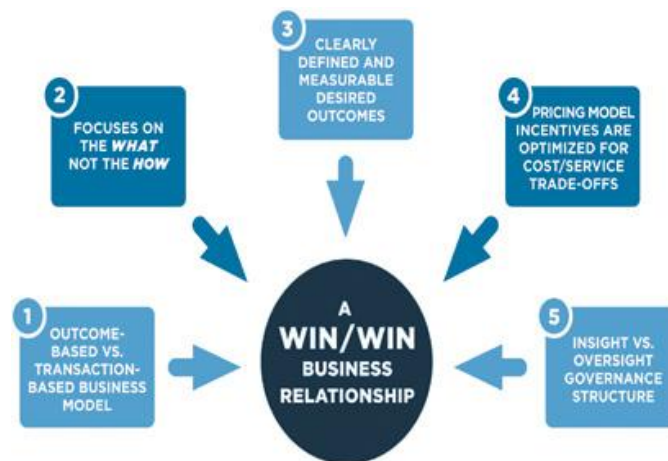 1
OUTCOME-
BASED VS.
TRANSACTION-
BASED BUSINESS
MODEL
2
FOCUSES ON
THE WHAT
NOT THE HOW
3
CLEARLY
DEFINED AND
MEASURABLE
DESIRED
OUTCOMES
4
PRICING MODEL
INCENTIVES ARE
OPTIMIZED FOR
COST/SERVICE
TRADE-OFFS
5
INSIGHT VS.
OVERSIGHT
GOVERNANCE
STRUCTURE
A
WIN/WIN
BUSINESS
RELATIONSHIP